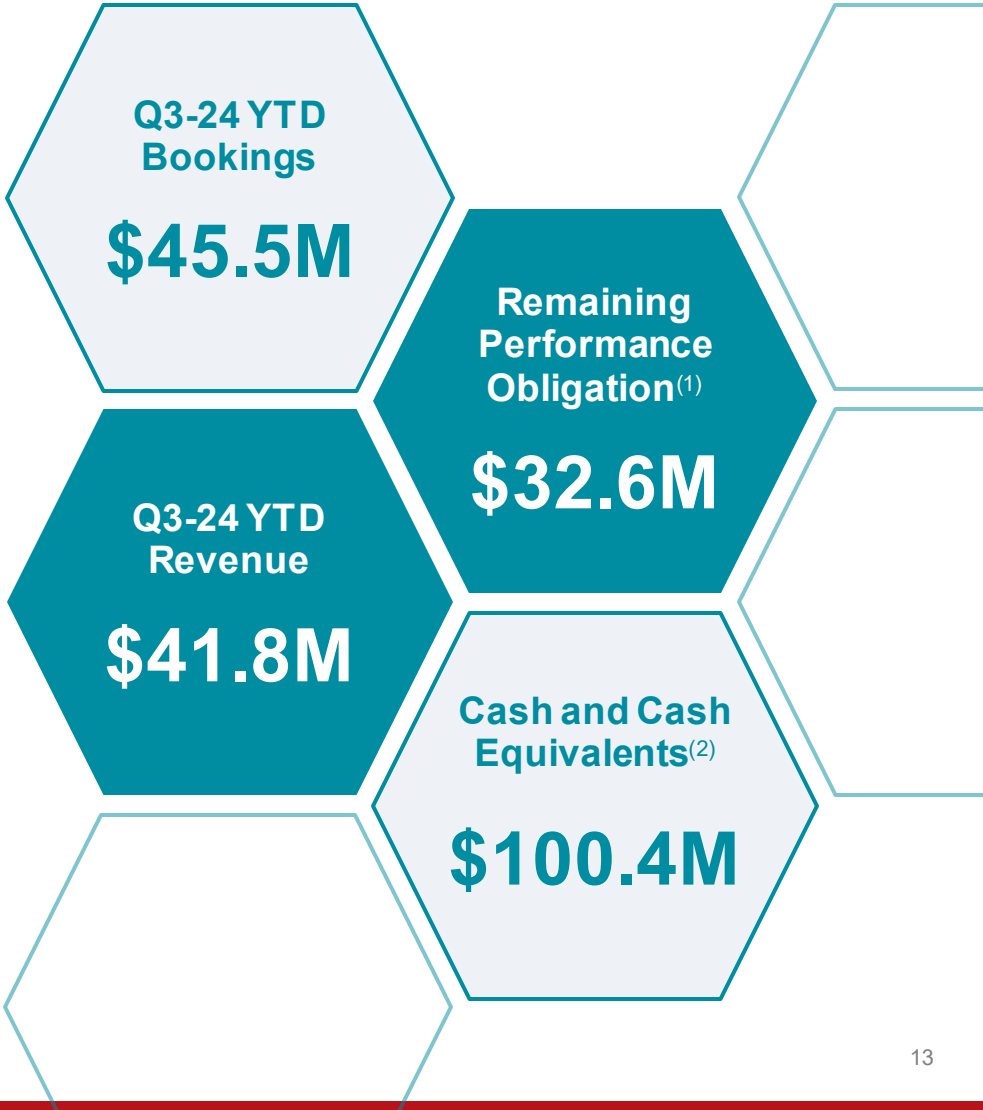 Q3-24 YTD
Bookings
$45.5M
Remaining
Performance
Obligation(1)
$32.6M
Q3-24 YTD
Revenue
$41.8M
Cash and Cash
Equivalents(2)
$100.4M
13